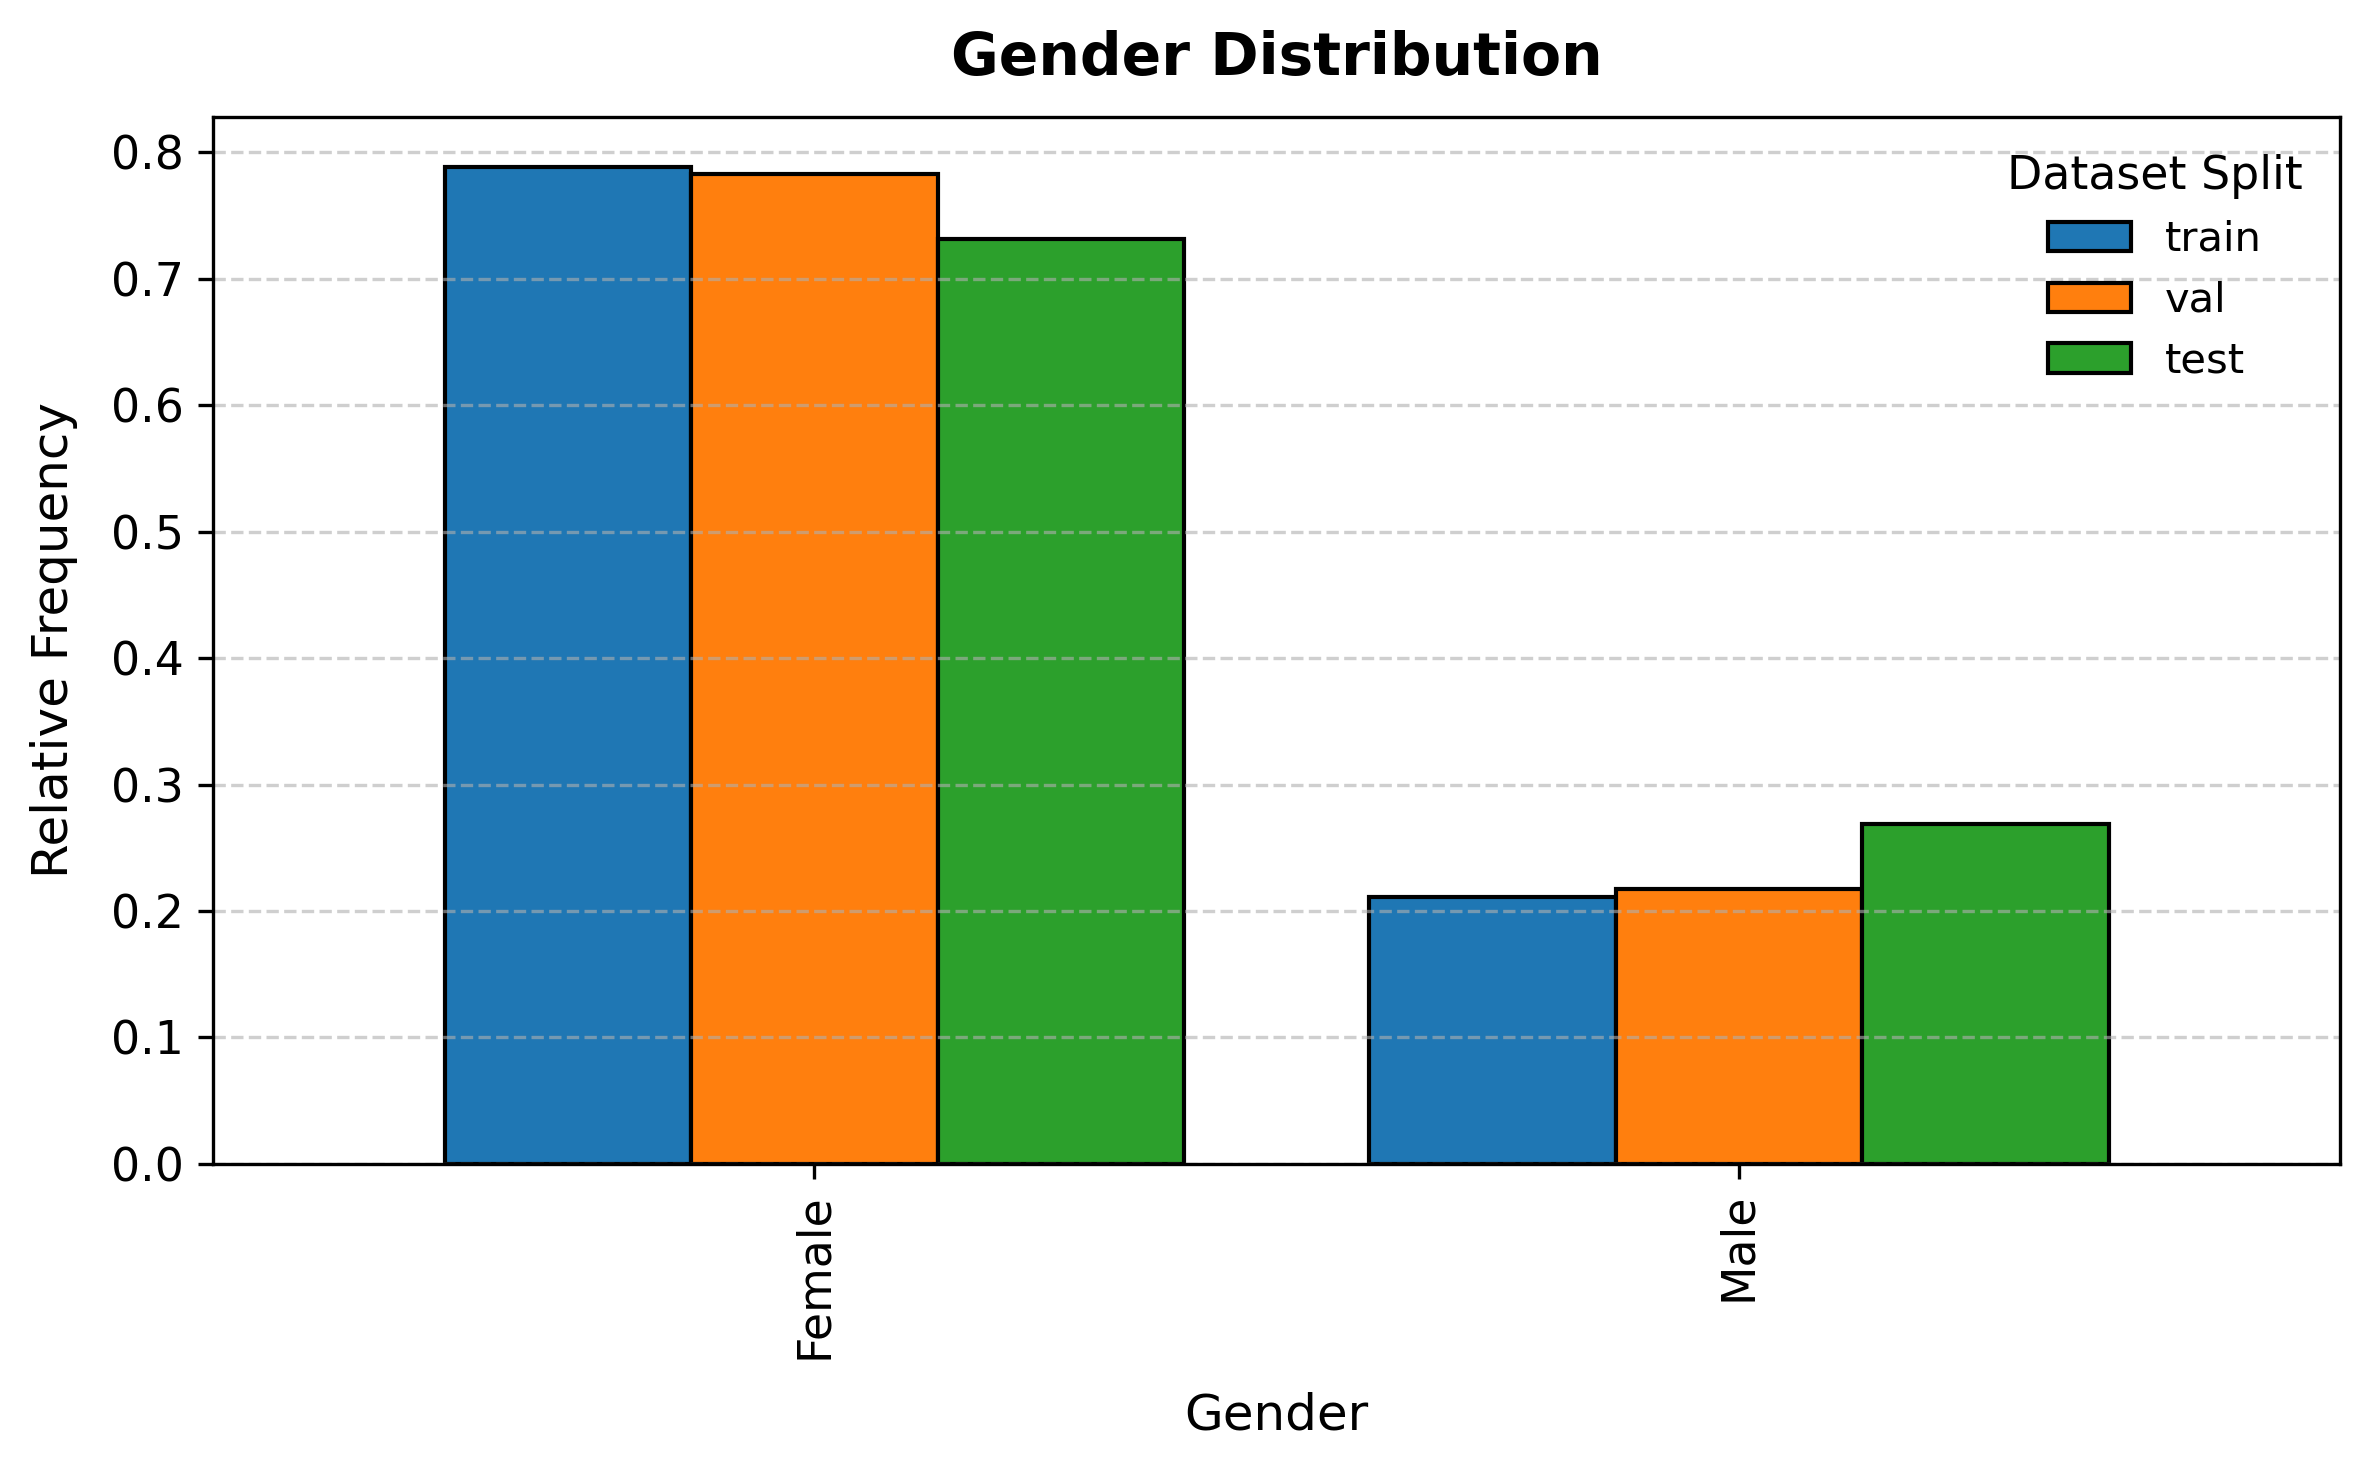 Gender Distribution
Relative Frequency
0.8
0.7
0.6
0.5
0.4
0.3
0.2
0.1
0.0
Dataset Split
train
val
test
Female
Male
Gender